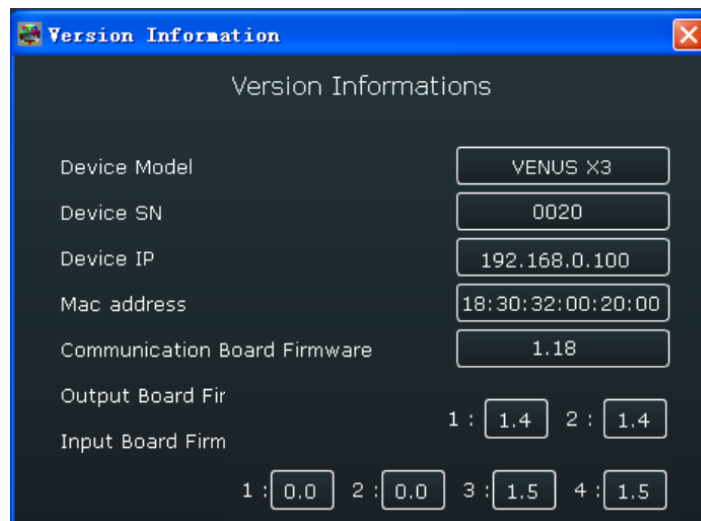 Version Information
Version Informations
Device Model VENUS X3
Device SN 0020
Device IP 192.168.0.100
Mac address 18:30:32:00:20:00
Communication Board Firmware 1.18
Output Board Fir
1 : 1.4 2 : 1.4
Input Board Firm
1 : 0.0 2 : 0.0 3 : 1.5 4 : 1.5